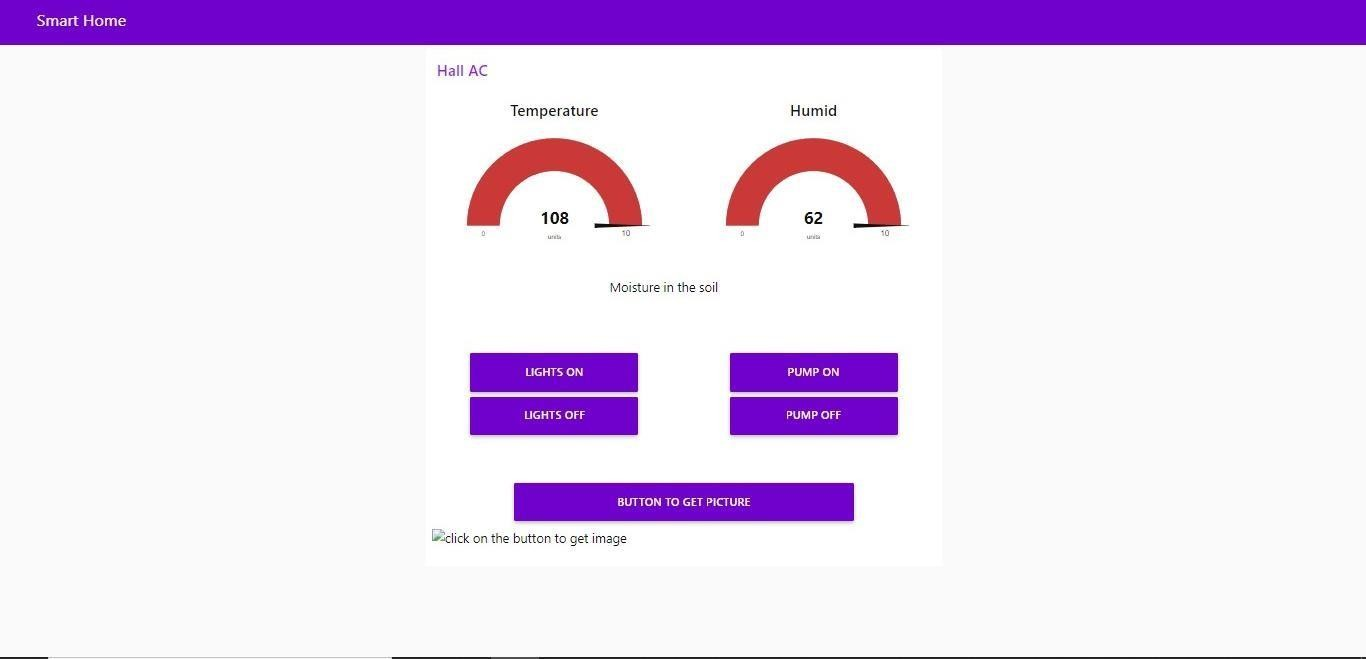 Smart Home
Hall AC
Temperature
Humid
108
62
units
units
0
10
0
10
Moisture in the soil
LIGHTS ON
PUMP ON
LIGHTS OFF
PUMP OFF
BUTTON TO GET PICTURE
click on the button to get image